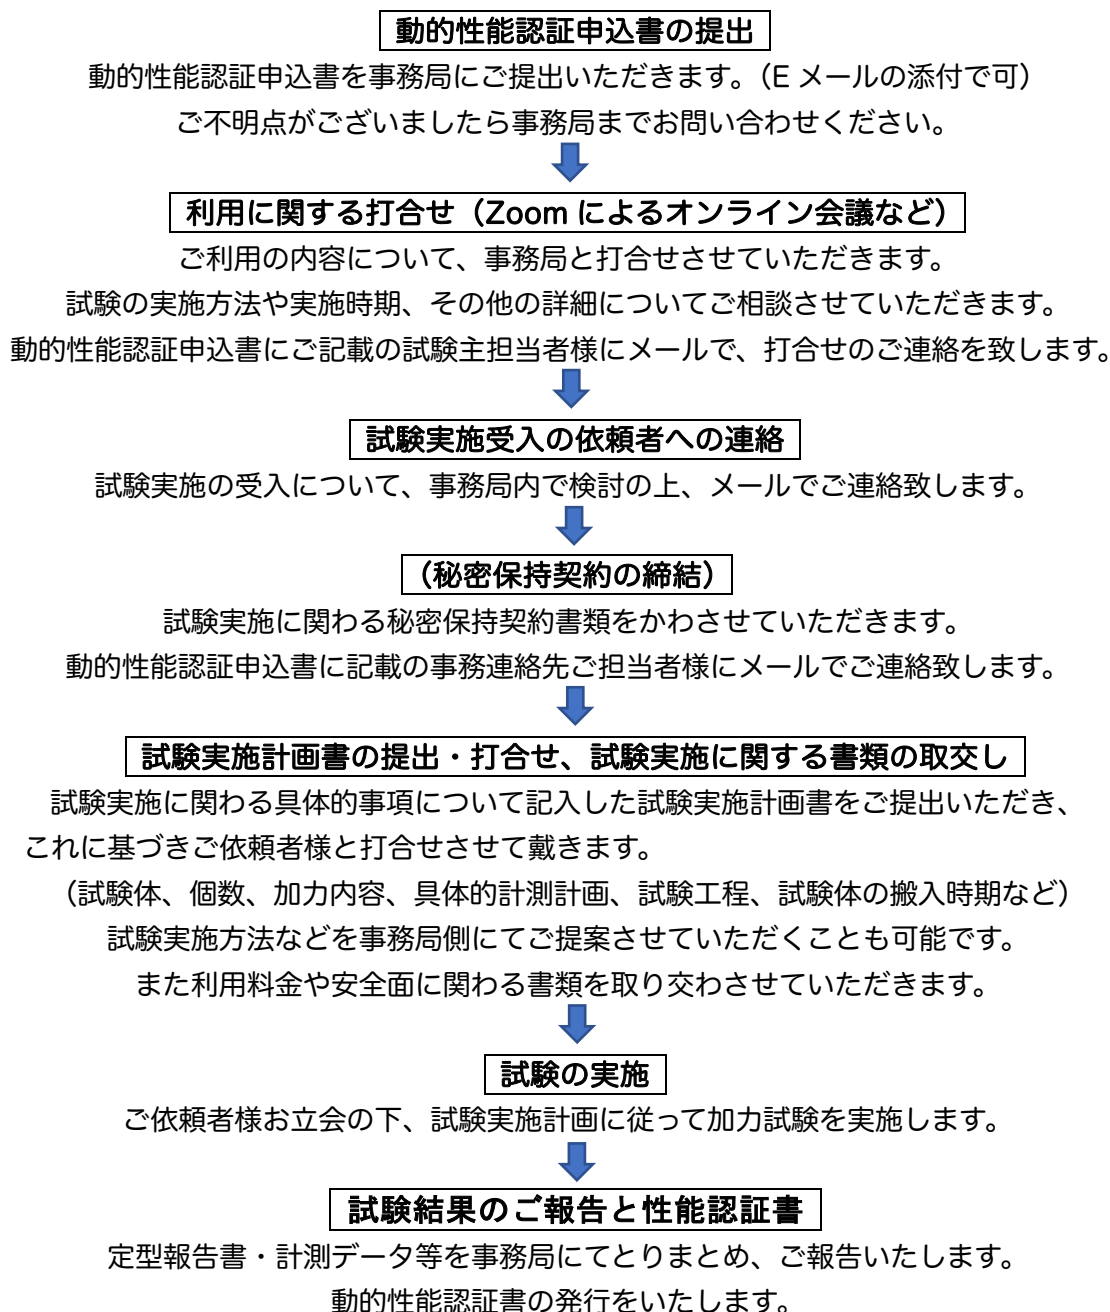 動的性能認証申込書の提出
動的性能認証申込書を事務局にご提出いただきます。（E メールの添付で可）
ご不明点がございましたら事務局までお問い合わせください。
利用に関する打合せ（Zoom によるオンライン会議など）
ご利用の内容について、事務局と打合せさせていただきます。
試験の実施方法や実施時期、その他の詳細についてご相談させていただきます。
動的性能認証申込書にご記載の試験主担当者様にメールで、打合せのご連絡を致します。
試験実施受入の依頼者への連絡
試験実施の受入について、事務局内で検討の上、メールでご連絡致します。
（秘密保持契約の締結）
試験実施に関わる秘密保持契約書類をかわさせていただきます。
動的性能認証申込書に記載の事務連絡先ご担当者様にメールでご連絡致します。
試験実施計画書の提出・打合せ、試験実施に関する書類の取交し
試験実施に関わる具体的事項について記入した試験実施計画書をご提出いただき、
これに基づきご依頼者様と打合せさせて戴きます。
（試験体、個数、加力内容、具体的計測計画、試験工程、試験体の搬入時期など）
試験実施方法などを事務局側にてご提案させていただくことも可能です。
また利用料金や安全面に関わる書類を取り交わさせていただきます。
試験の実施
ご依頼者様お立会の下、試験実施計画に従って加力試験を実施します。
試験結果のご報告と性能認証書
定型報告書・計測データ等を事務局にてとりまとめ、ご報告いたします。
動的性能認証書の発行をいたします。